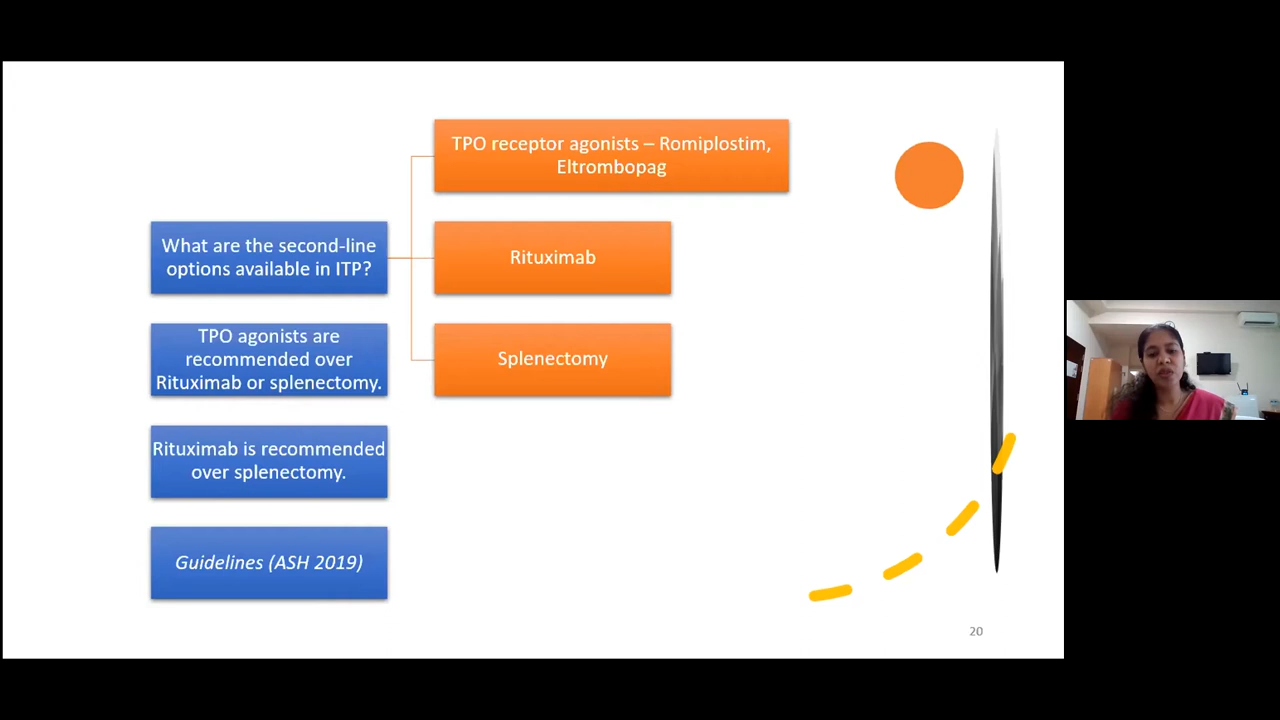 TPO receptor agonists – Romiplostim,
Eltrombopag
What are the second-line
options available in ITP?
Rituximab
TPO agonists are
recommended over
Rituximab or splenectomy.
Splenectomy
Rituximab is recommended
over splenectomy.
Guidelines (ASH 2019)
20